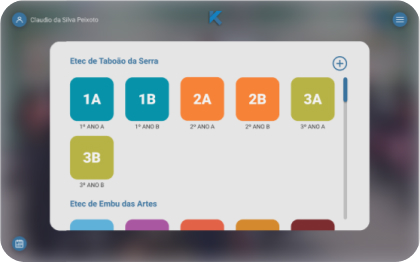 Claudio da Silva Peixoto
K
Etec de Taboão da Serra
1A 1B 2A 2B 3A
1º ANO A 1º ANO B 2º ANO A 2º ANO B 3º ANO A
3B
3º ANO B
Etec de Embu das Artes